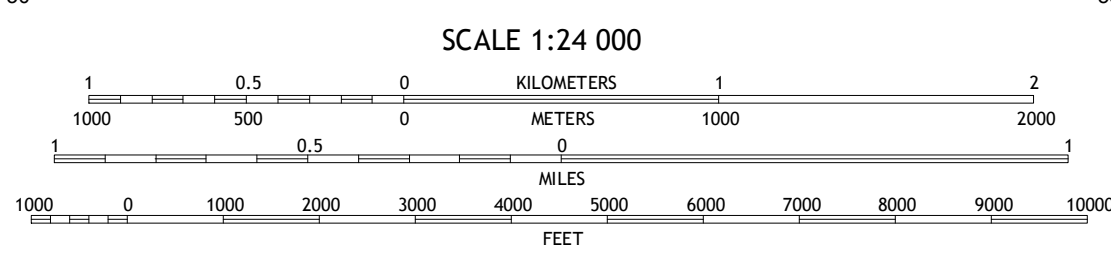 SCALE 1:24 000
1 0.5 0 KILOMETERS 1 2
1000 500 0 METERS 1000 2000
1 0.5 0 1
MILES
1000 0 1000 2000 3000 4000 5000 6000 7000 8000 9000 10000
FEET